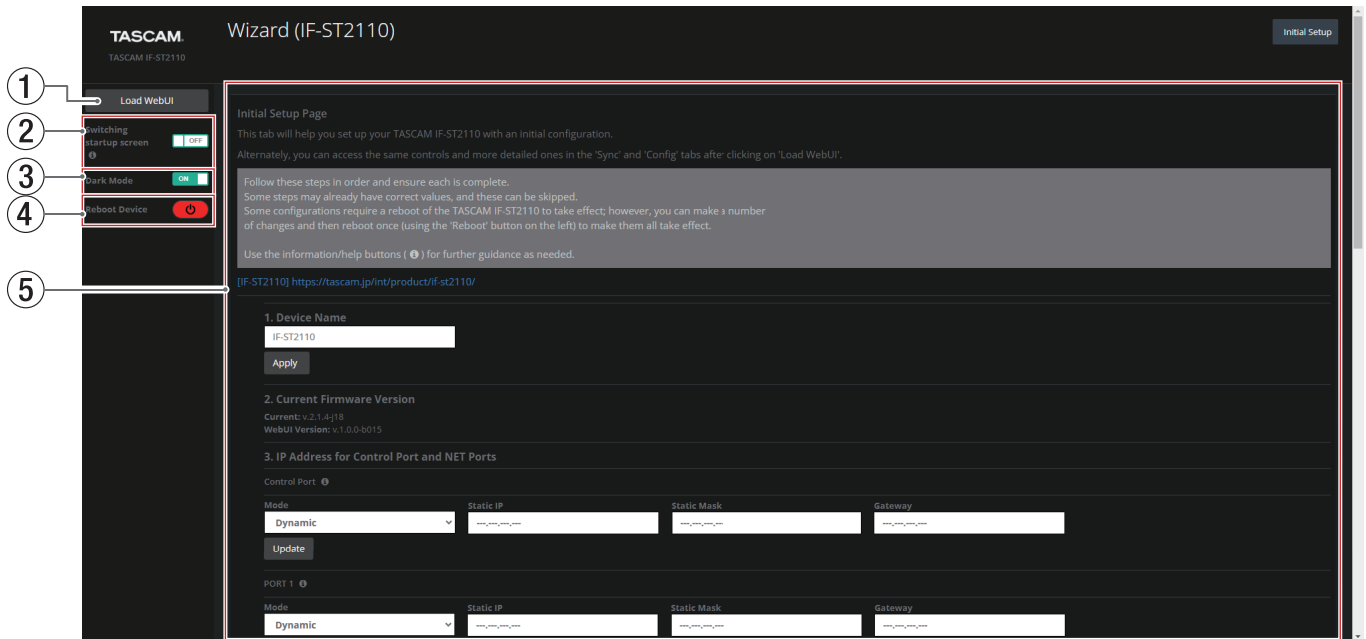 TASCAM.
TASCAM IF-ST2110
Wizard (IF-ST2110)
Initial Setup
1
Load WebUI
2
Switching
startup screen
OFF
3
Dark Mode
ON
4
Reboot Device
5
Initial Setup Page
This tab will help you set up your TASCAM IF-ST2110 with an initial configuration.
Alternately, you can access the same controls and more detailed ones in the 'Sync' and 'Config' tabs after clicking on 'Load WebUI'.
Follow these steps in order and ensure each is complete.
Some steps may already have correct values, and these can be skipped.
Some configurations require a reboot of the TASCAM IF-ST2110 to take effect; however, you can make a number
of changes and then reboot once (using the 'Reboot' button on the left) to make them all take effect.
Use the information/help buttons ( i ) for further guidance as needed.
[IF-ST2110] https://tascam.jp/int/product/if-st2110/
1. Device Name
IF-ST2110
Apply
2. Current Firmware Version
Current: v.2.1.4-j18
WebUI Version: v.1.0.0-b015
3. IP Address for Control Port and NET Ports
Control Port
Mode Static IP Static Mask Gateway
Dynamic ---.---.---.--- ---.---.---.--- ---.---.---.---
Update
PORT 1
Mode Static IP Static Mask Gateway
Dynamic ---.---.---.--- ---.---.---.--- ---.---.---.---